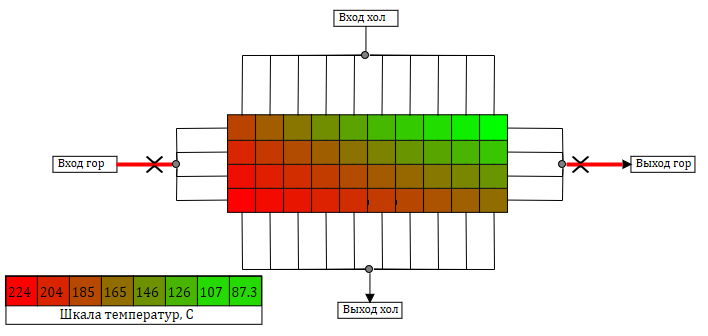 Вход хол
Вход гор
Выход гор
224 204 185 165 146 126 107 87.3
Шкала температур, С
Выход хол